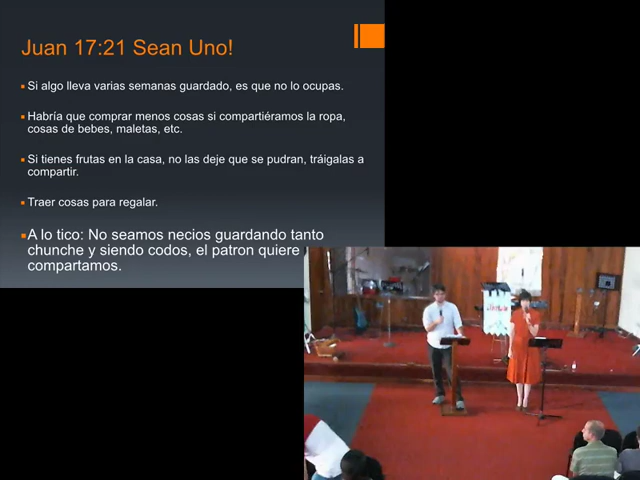 Juan 17:21 Sean Uno!
Si algo lleva varias semanas guardado, es que no lo ocupas.
Habría que comprar menos cosas si compartiéramos la ropa,
cosas de bebes, maletas, etc.
Si tienes frutas en la casa, no las deje que se pudran, tráigalas a
compartir.
Traer cosas para regalar.
A lo tico: No seamos necios guardando tanto
chunche y siendo codos, el patron quiere
compartamos.